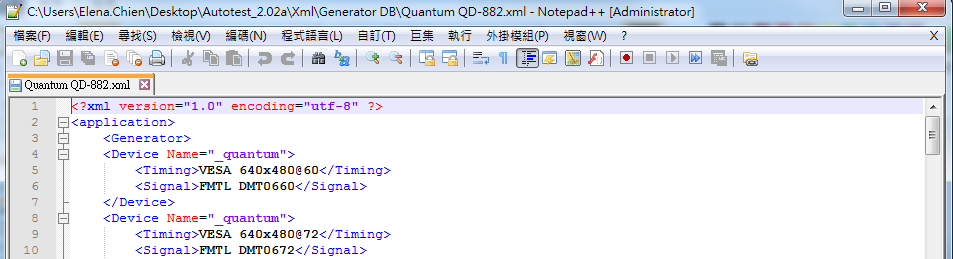 C:\Users\Elena.Chien\Desktop\Autotest_2.02a\Xml\Generator DB\Quantum QD-882.xml - Notepad++ [Administrator]
檔案(F) 編輯(E) 尋找(S) 檢視(V) 編碼(N) 程式語言(L) 自訂(T) 巨集 執行 外掛模組(P) 視窗(W) ? X
Quantum QD-882.xml
1 <?xml version="1.0" encoding="utf-8" ?>
2 <application>
3 <Generator>
4 <Device Name="_quantum">
5 <Timing>VESA 640x480@60</Timing>
6 <Signal>FMTL DMT0660</Signal>
7 </Device>
8 <Device Name="_quantum">
9 <Timing>VESA 640x480@72</Timing>
10 <Signal>FMTL DMT0672</Signal>